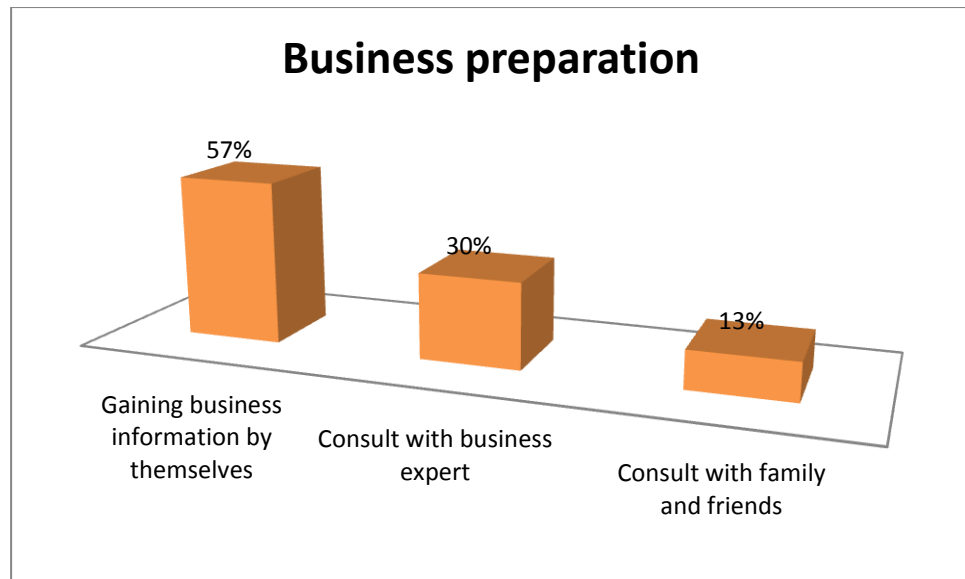 Business preparation
57%
30%
13%
Gaining business
information by
themselves
Consult with business
expert
Consult with family
and friends